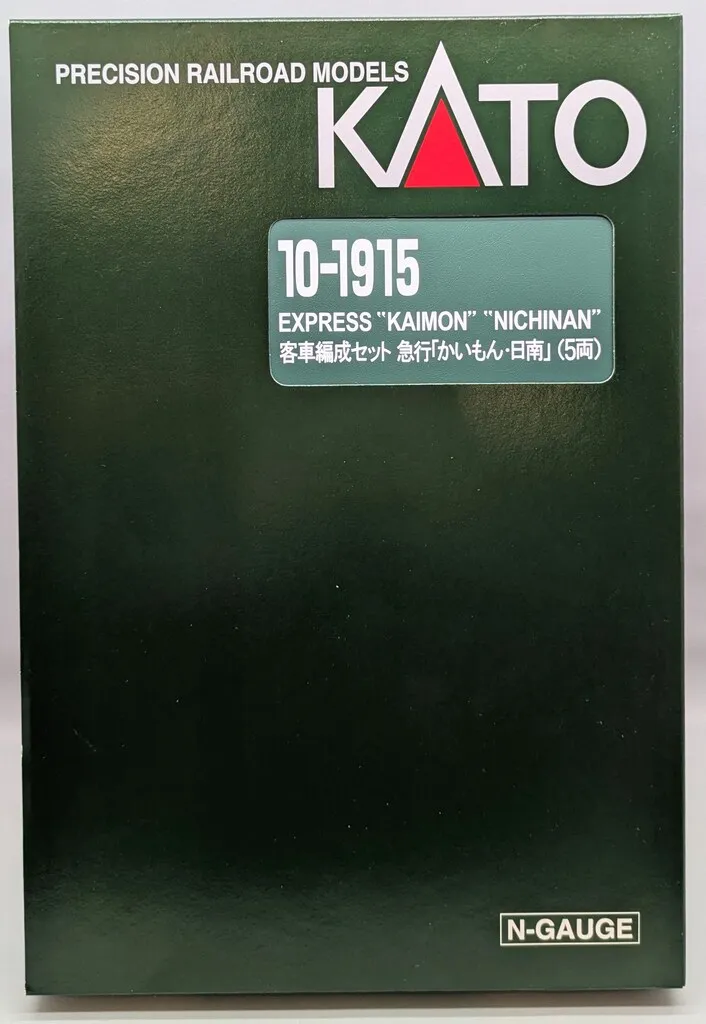 PRECISION RAILROAD MODELS
KATO
10-1915
EXPRESS “KAIMON” “NICHINAN”
客車編成セット 急行「かいもん・日南」(5両)
N-GAUGE